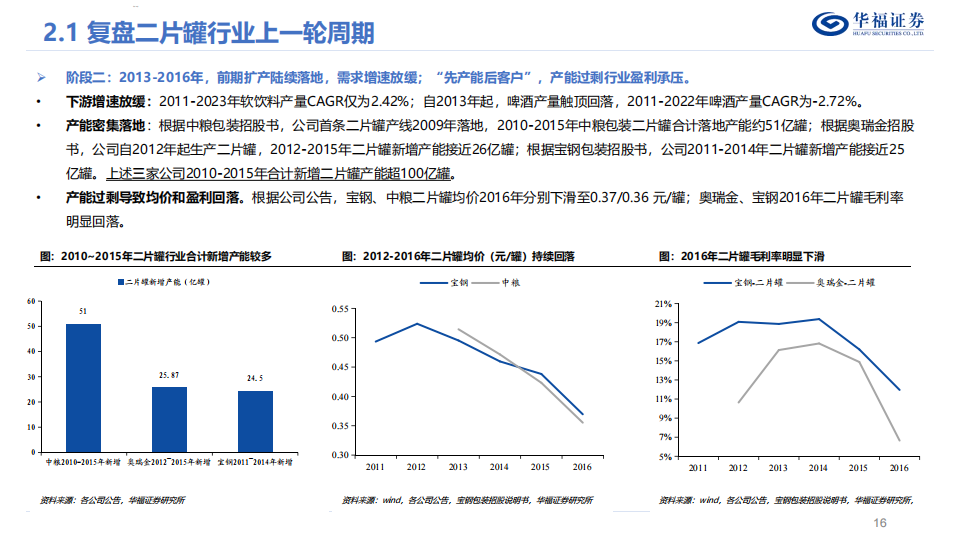 2.1 复盘二片罐行业上一轮周期
华福证券
HUAFU SECURITIES CO.,LTD.
➢ 阶段二：2013-2016年，前期扩产陆续落地，需求增速放缓；“先产能后客户”，产能过剩行业盈利承压。
• 下游增速放缓：2011-2023年软饮料产量CAGR仅为2.42%；自2013年起，啤酒产量触顶回落，2011-2022年啤酒产量CAGR为-2.72%。
• 产能密集落地：根据中粮包装招股书，公司首条二片罐产线2009年落地，2010-2015年中粮包装二片罐合计落地产能约51亿罐；根据奥瑞金招股
书，公司自2012年起生产二片罐，2012-2015年二片罐新增产能接近26亿罐；根据宝钢包装招股书，公司2011-2014年二片罐新增产能接近25
亿罐。上述三家公司2010-2015年合计新增二片罐产能超100亿罐。
• 产能过剩导致均价和盈利回落。根据公司公告，宝钢、中粮二片罐均价2016年分别下滑至0.37/0.36 元/罐；奥瑞金、宝钢2016年二片罐毛利率
明显回落。
图：2010~2015年二片罐行业合计新增产能较多
二片罐新增产能（亿罐）
60
50
40
30
20
10
0
51
25.87
24.5
中粮2010-2015年新增
奥瑞金2012-2015年新增
宝钢2011-2014年新增
资料来源：各公司公告，华福证券研究所
图：2012-2016年二片罐均价（元/罐）持续回落
宝钢
中粮
0.55
0.50
0.45
0.40
0.35
0.30
2011
2012
2013
2014
2015
2016
资料来源：wind，各公司公告，宝钢包装招股说明书，华福证券研究所
图：2016年二片罐毛利率明显下滑
宝钢-二片罐
奥瑞金-二片罐
21%
19%
17%
15%
13%
11%
9%
7%
5%
2011
2012
2013
2014
2015
2016
资料来源：wind，各公司公告，宝钢包装招股说明书，华福证券研究所，
16